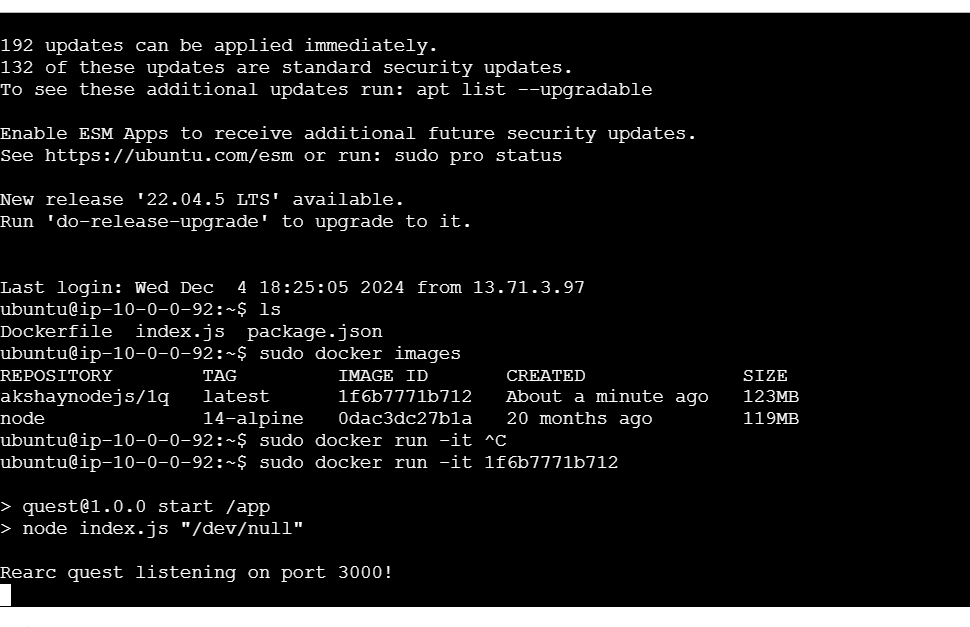 192 updates can be applied immediately.
132 of these updates are standard security updates.
To see these additional updates run: apt list --upgradable
Enable ESM Apps to receive additional future security updates.
See https://ubuntu.com/esm or run: sudo pro status
New release '22.04.5 LTS' available.
Run 'do-release-upgrade' to upgrade to it.
Last login: Wed Dec  4 18:25:05 2024 from 13.71.3.97
ubuntu@ip-10-0-0-92:~$ ls
Dockerfile  index.js  package.json
ubuntu@ip-10-0-0-92:~$ sudo docker images
REPOSITORY        TAG         IMAGE ID       CREATED              SIZE
akshaynodejs/1q   latest      1f6b7771b712   About a minute ago   123MB
node              14-alpine   0dac3dc27b1a   20 months ago        119MB
ubuntu@ip-10-0-0-92:~$ sudo docker run -it ^C
ubuntu@ip-10-0-0-92:~$ sudo docker run -it 1f6b7771b712
> quest@1.0.0 start /app
> node index.js "/dev/null"
Rearc quest listening on port 3000!